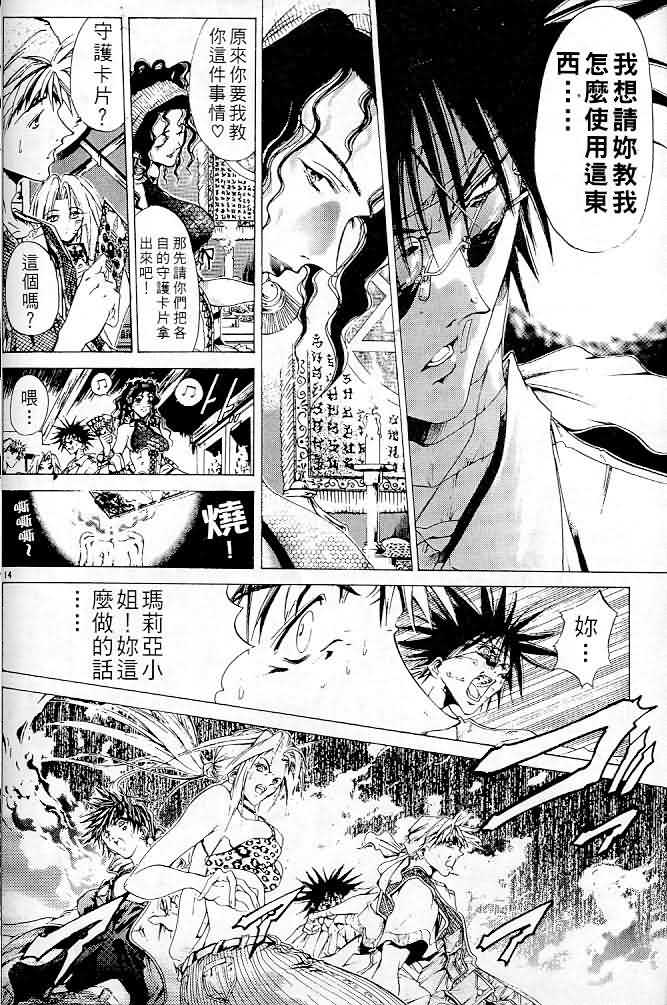 我想請妳教我
怎麼使用這東
西……
原來你要我教
你這件事情♡
那先請你們把各
自的守護卡片拿
出來吧！
守護卡片？
這個嗎？
喂…
燒！
14
妳…
瑪莉亞小
姐！妳這
麼做的話
……